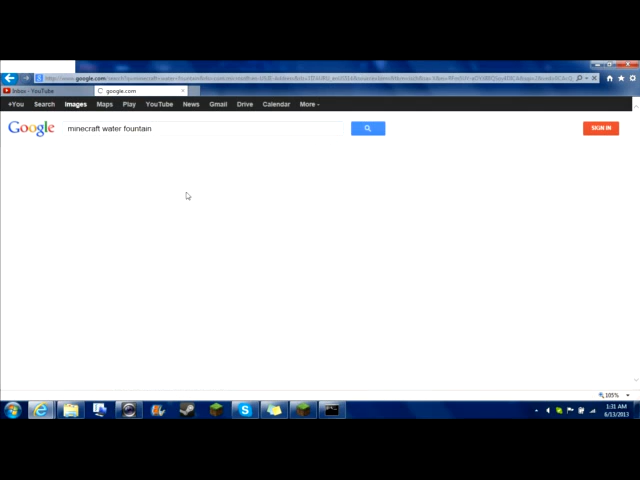 Inbox - YouTube
google.com
+You Search Images Maps Play YouTube News Gmail Drive Calendar More
Google minecraft water fountain SIGN IN
105%
1:31 AM
6/13/2013